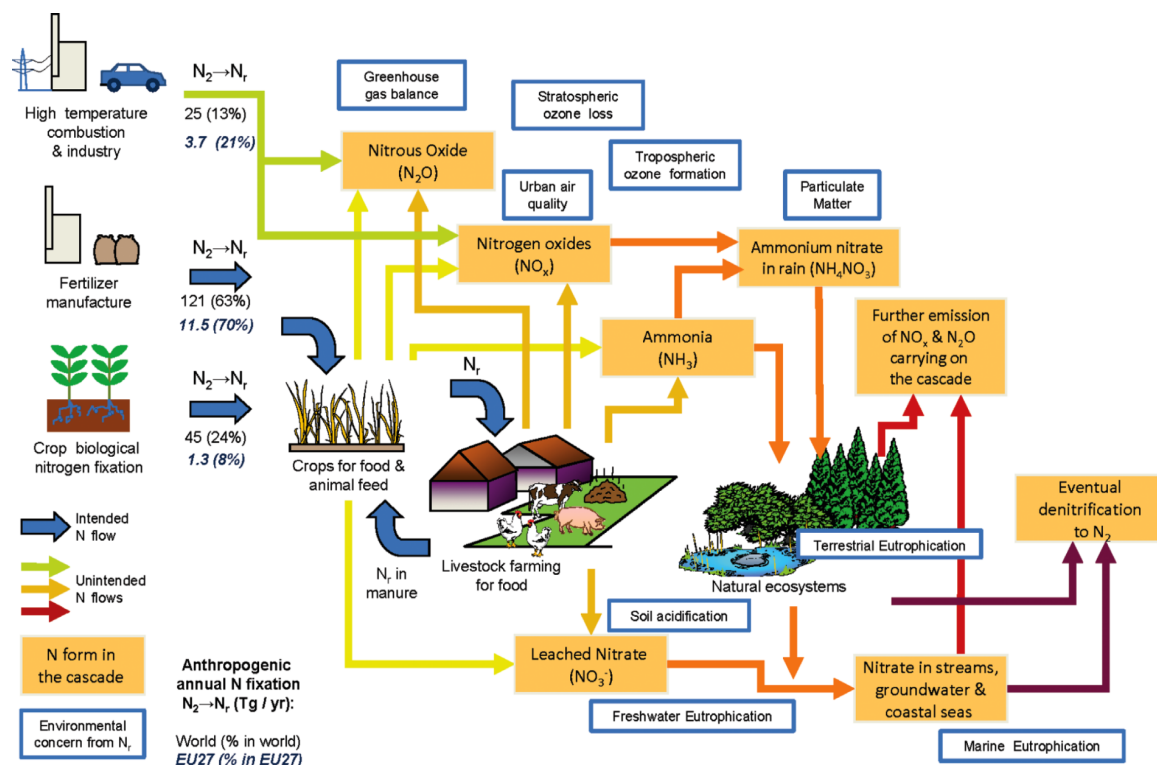 N₂→Nᵣ
High temperature
combustion
& industry
25 (13%)
3.7 (21%)
Greenhouse
gas balance
Stratospheric
ozone loss
Nitrous Oxide
(N₂O)
Tropospheric
ozone formation
Urban air
quality
Particulate
Matter
Nitrogen oxides
(NOₓ)
Ammonium nitrate
in rain (NH₄NO₃)
N₂→Nᵣ
Fertilizer
manufacture
121 (63%)
11.5 (70%)
Ammonia
(NH₃)
Further emission
of NOₓ & N₂O
carrying on
the cascade
N₂→Nᵣ
Crop biological
nitrogen fixation
45 (24%)
1.3 (8%)
Nᵣ
Crops for food &
animal feed
Nᵣ in
manure
Livestock farming
for food
Terrestrial Eutrophication
Natural ecosystems
Eventual
denitrification
to N₂
Soil acidification
Leached Nitrate
(NO₃⁻)
Nitrate in streams,
groundwater &
coastal seas
Freshwater Eutrophication
Marine Eutrophication
Intended
N flow
Unintended
N flows
N form in
the cascade
Environmental
concern from Nᵣ
Anthropogenic
annual N fixation
N₂→Nᵣ (Tg / yr):
World (% in world)
EU27 (% in EU27)